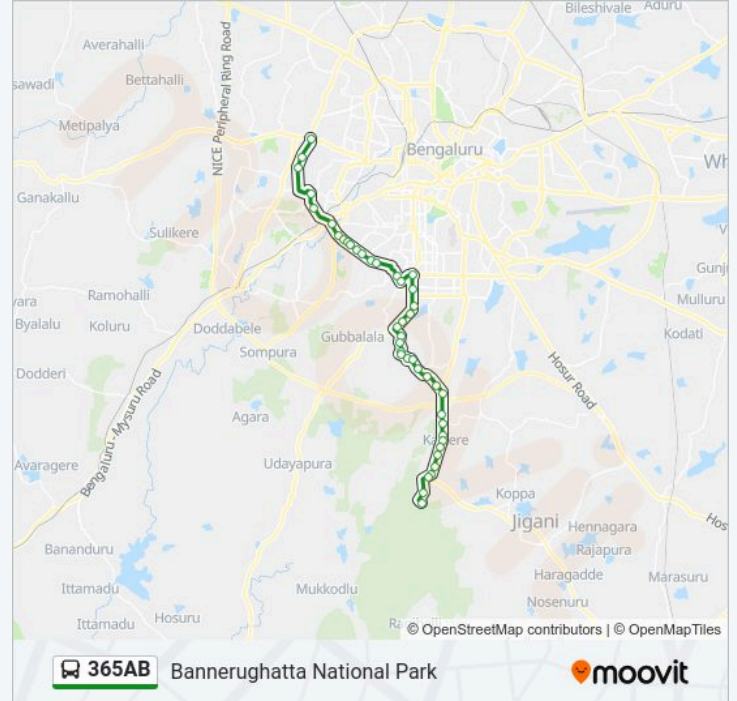 Bileshivale
Aduru
Averahalli
sawadi
Bettahalli
NICE Peripheral Ring Road
Metipalya
Bengaluru
Wh
Ganakallu
Sulikere
V
Gunj
vara
Ramohalli
Mulluru
Byalalu
Koluru
Doddabele
Gubbalala
Kodati
Sompura
Dodderi
Hosur Road
Bengaluru - Mysuru Road
Agara
Avaragere
Udayapura
Koppa
Jigani
Hennagara
Hos
Bananduru
Rajapura
Haragadde
Marasuru
Ittamadu
Mukkodlu
Nosenuru
Hosuru
Ittamadu
© OpenStreetMap contributors | © OpenMapTiles
365AB
Bannerughatta National Park
moovit